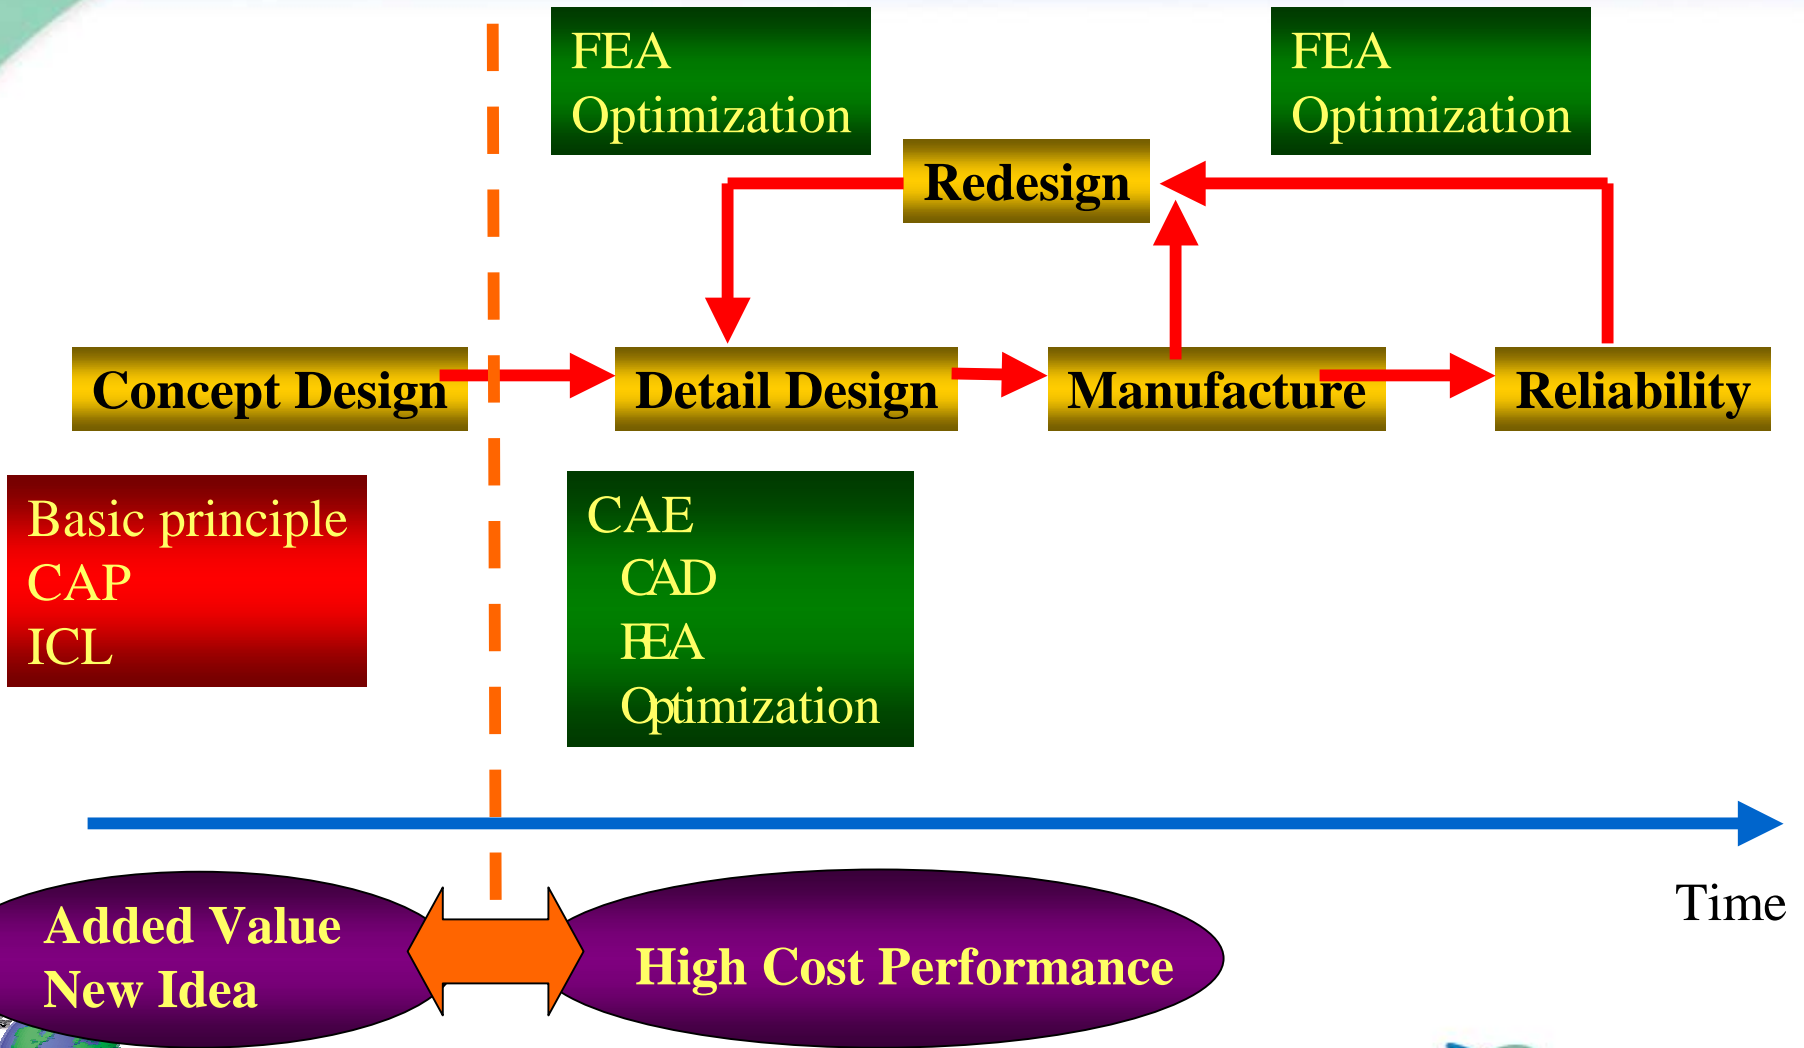 FEA
Optimization
FEA
Optimization
Redesign
Concept Design
Detail Design
Manufacture
Reliability
Basic principle
CAP
ICL
CAE
CAD
FEA
Optimization
Time
Added Value
New Idea
High Cost Performance